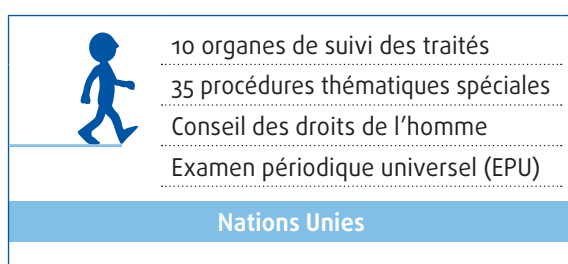 10 organes de suivi des traités
35 procédures thématiques spéciales
Conseil des droits de l’homme
Examen périodique universel (EPU)
Nations Unies